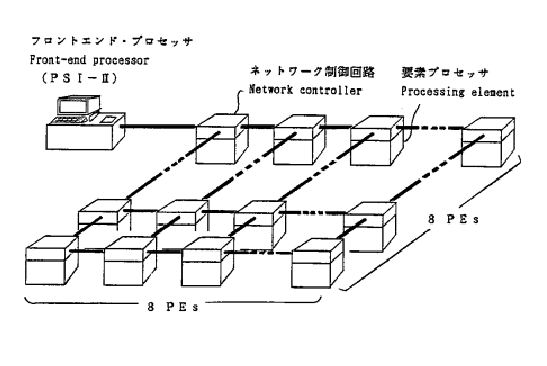 フロントエンド・プロセッサ
Front-end processor
(PSI-Ⅱ)
ネットワーク制御回路
Network controller
要素プロセッサ
Processing element
8 PEs
8 PEs